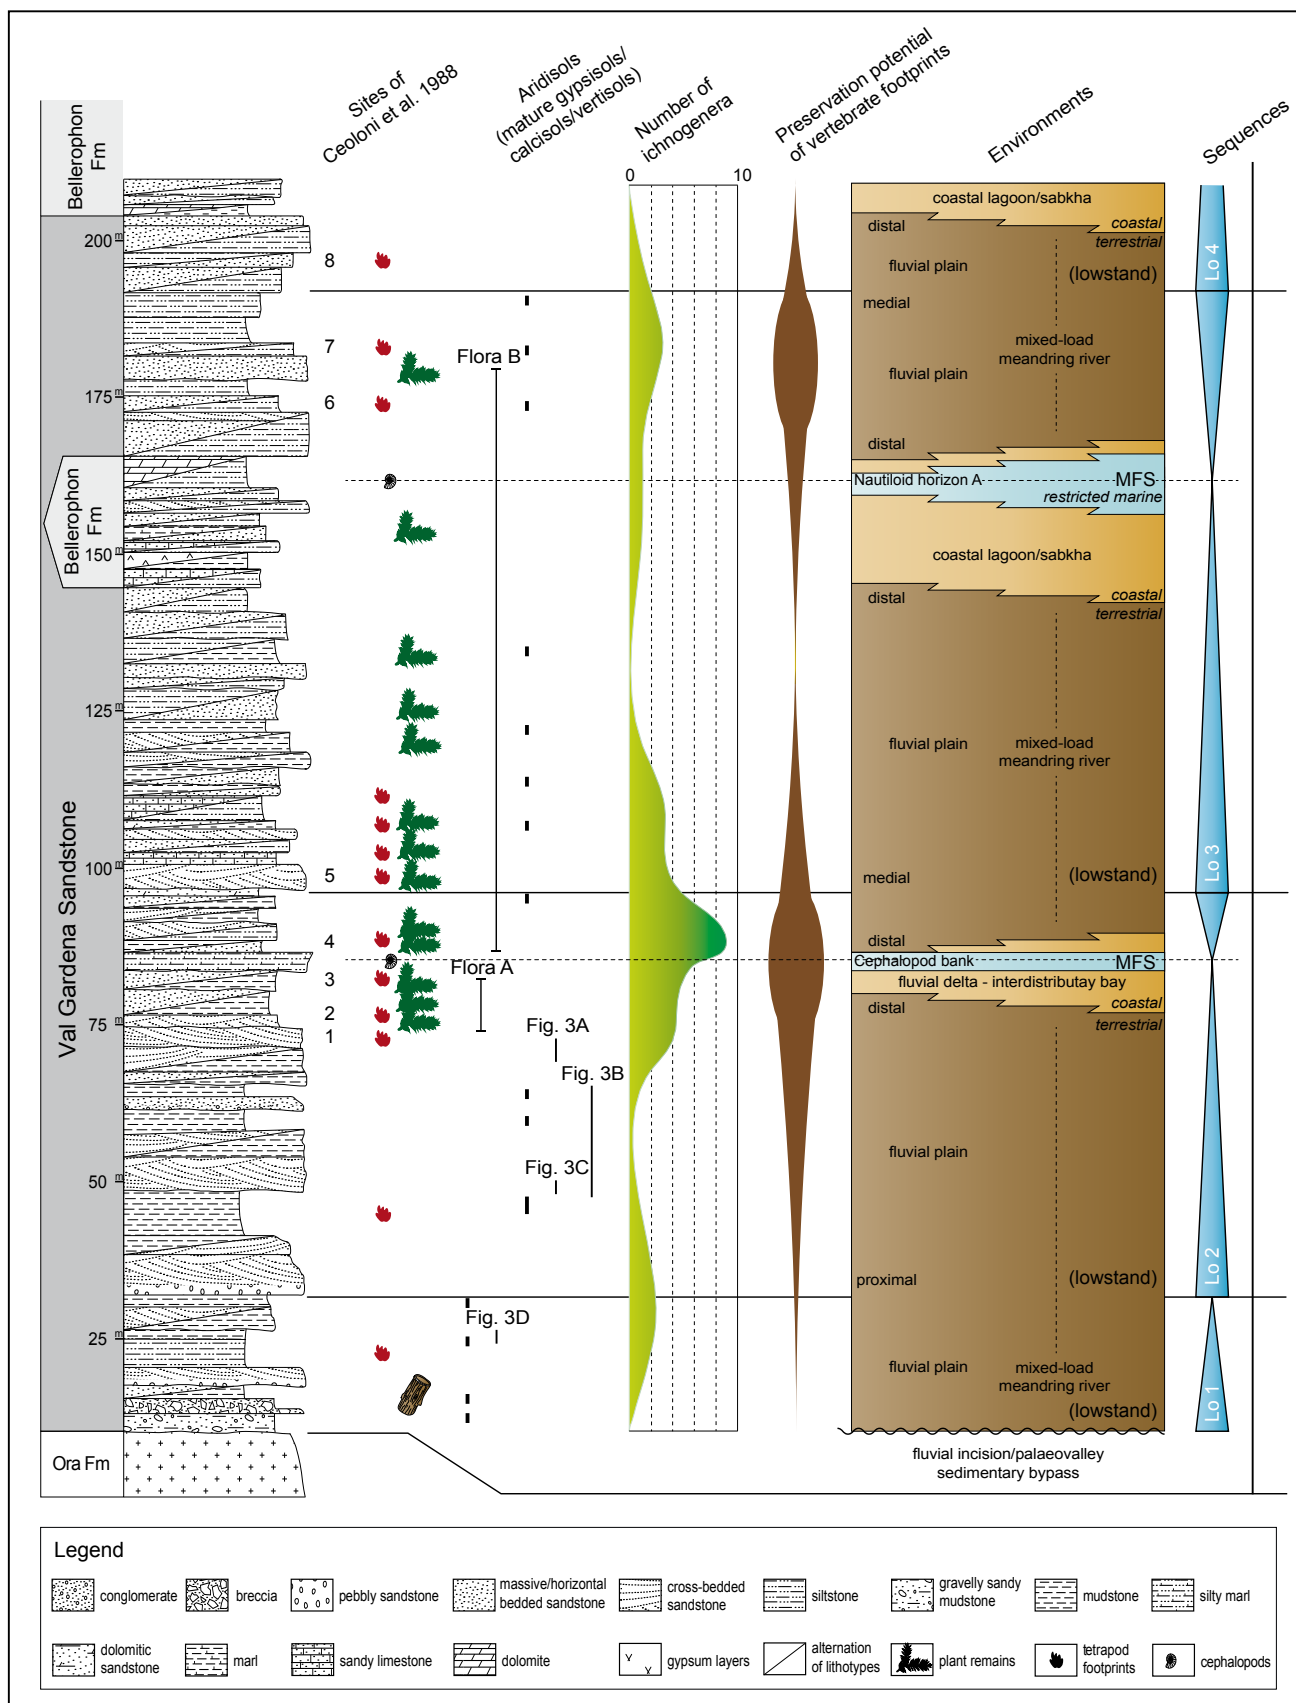 Sites of
Ceoloni et al. 1988
Aridisols
(mature gypsisols/
calcisols/vertisols)
Number of
ichnogenera
Preservation potential
of vertebrate footprints
Environments
Sequences
0
10
Bellerophon
Fm
Val Gardena Sandstone
Bellerophon
Fm
Ora Fm
200 m
175 m
150 m
125 m
100 m
75 m
50 m
25 m
8
7
6
5
4
3
2
1
Flora B
Flora A
Fig. 3A
Fig. 3B
Fig. 3C
Fig. 3D
coastal lagoon/sabkha
distal
coastal
terrestrial
fluvial plain
(lowstand)
medial
mixed-load
meandring river
fluvial plain
distal
Nautiloid horizon A
MFS
restricted marine
coastal lagoon/sabkha
distal
coastal
terrestrial
fluvial plain
mixed-load
meandring river
medial
(lowstand)
distal
Cephalopod bank
MFS
fluvial delta - interdistributay bay
distal
coastal
terrestrial
fluvial plain
proximal
(lowstand)
fluvial plain
mixed-load
meandring river
(lowstand)
fluvial incision/palaeovalley
sedimentary bypass
Lo 4
Lo 3
Lo 2
Lo 1
Legend
conglomerate
breccia
pebbly sandstone
massive/horizontal
bedded sandstone
cross-bedded
sandstone
siltstone
gravelly sandy
mudstone
mudstone
silty marl
dolomitic
sandstone
marl
sandy limestone
dolomite
gypsum layers
alternation
of lithotypes
plant remains
tetrapod
footprints
cephalopods